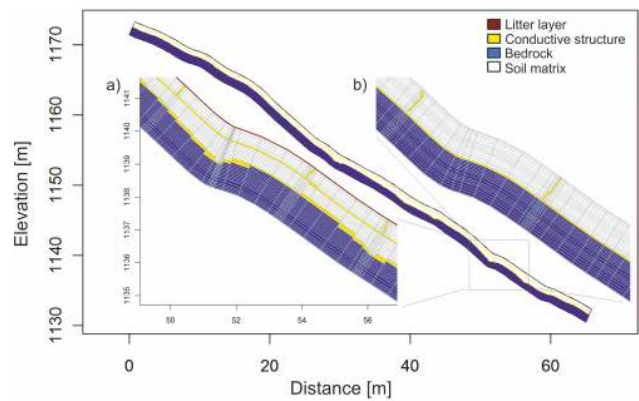 Litter layer
Conductive structure
Bedrock
Soil matrix
a)
b)
Elevation [m]
1170
1160
1150
1140
1130
1141
1140
1139
1138
1137
1136
1135
50
52
54
56
0
20
40
60
Distance [m]